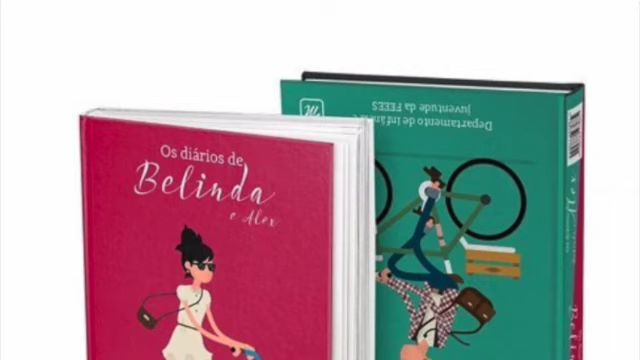 Os diários de
Belinda
e Alex
Departamento de Infância e
juventude da FEEES